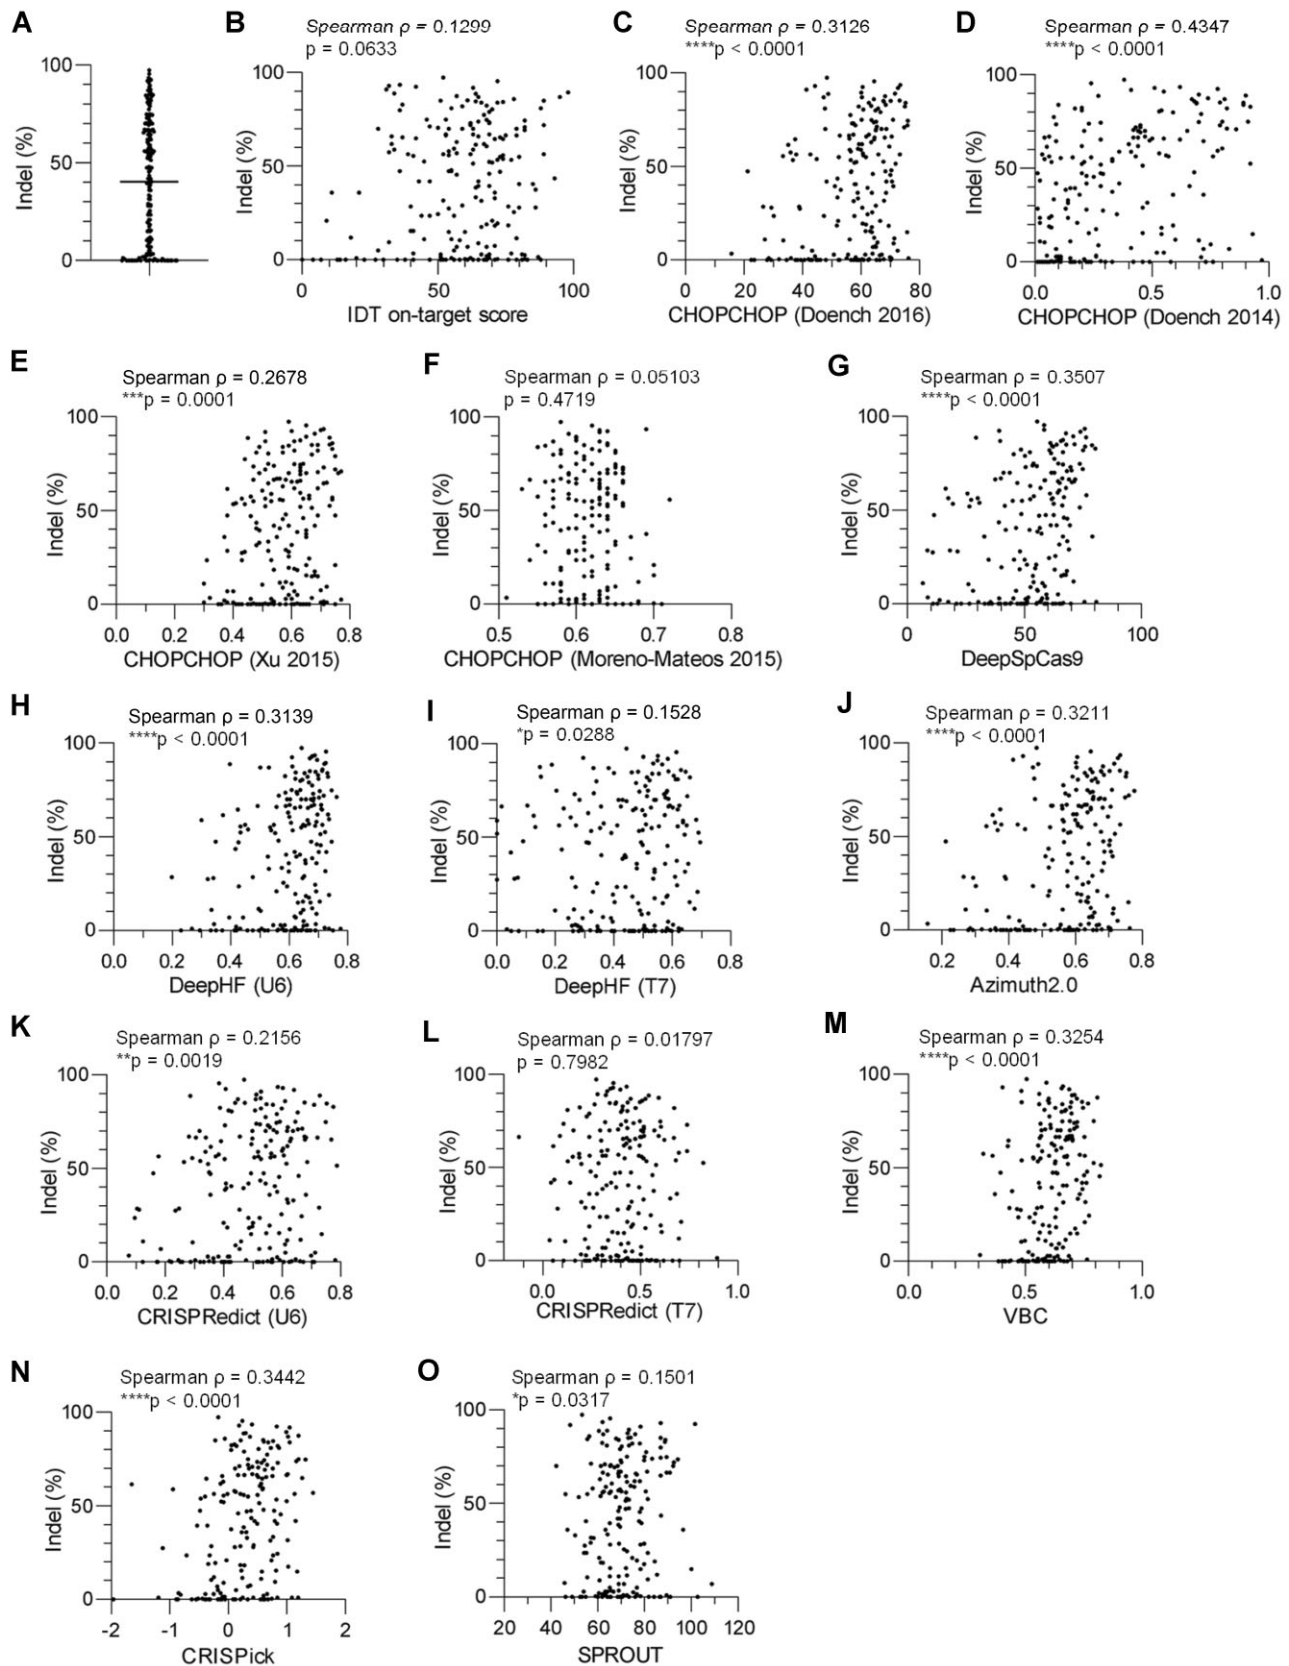 A
Indel (%)
100
50
0
B
Spearman ρ = 0.1299
p = 0.0633
Indel (%)
100
50
0
0 50 100
IDT on-target score
C
Spearman ρ = 0.3126
****p < 0.0001
Indel (%)
100
50
0
0 20 40 60 80
CHOPCHOP (Doench 2016)
D
Spearman ρ = 0.4347
****p < 0.0001
Indel (%)
100
50
0
0.0 0.5 1.0
CHOPCHOP (Doench 2014)
E
Spearman ρ = 0.2678
***p = 0.0001
Indel (%)
100
50
0
0.0 0.2 0.4 0.6 0.8
CHOPCHOP (Xu 2015)
F
Spearman ρ = 0.05103
p = 0.4719
Indel (%)
100
50
0
0.5 0.6 0.7 0.8
CHOPCHOP (Moreno-Mateos 2015)
G
Spearman ρ = 0.3507
****p < 0.0001
Indel (%)
100
50
0
0 50 100
DeepSpCas9
H
Spearman ρ = 0.3139
****p < 0.0001
Indel (%)
100
50
0
0.0 0.2 0.4 0.6 0.8
DeepHF (U6)
I
Spearman ρ = 0.1528
*p = 0.0288
Indel (%)
100
50
0
0.0 0.2 0.4 0.6 0.8
DeepHF (T7)
J
Spearman ρ = 0.3211
****p < 0.0001
Indel (%)
100
50
0
0.2 0.4 0.6 0.8
Azimuth2.0
K
Spearman ρ = 0.2156
**p = 0.0019
Indel (%)
100
50
0
0.0 0.2 0.4 0.6 0.8
CRISPRedict (U6)
L
Spearman ρ = 0.01797
p = 0.7982
Indel (%)
100
50
0
0.0 0.5 1.0
CRISPRedict (T7)
M
Spearman ρ = 0.3254
****p < 0.0001
Indel (%)
100
50
0
0.0 0.5 1.0
VBC
N
Spearman ρ = 0.3442
****p < 0.0001
Indel (%)
100
50
0
-2 -1 0 1 2
CRISPick
O
Spearman ρ = 0.1501
*p = 0.0317
Indel (%)
100
50
0
20 40 60 80 100 120
SPROUT